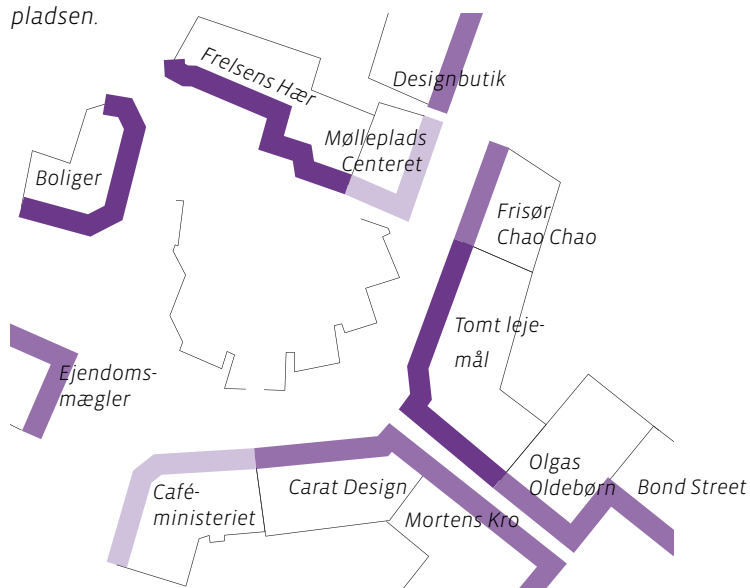 pladsen.
Frelsens Hær
Designbutik
Mølleplads
Centeret
Boliger
Frisør
Chao Chao
Tomt leje-
mål
Ejendoms-
mægler
Olgas
Oldebørn
Bond Street
Café-
ministeriet
Carat Design
Mortens Kro